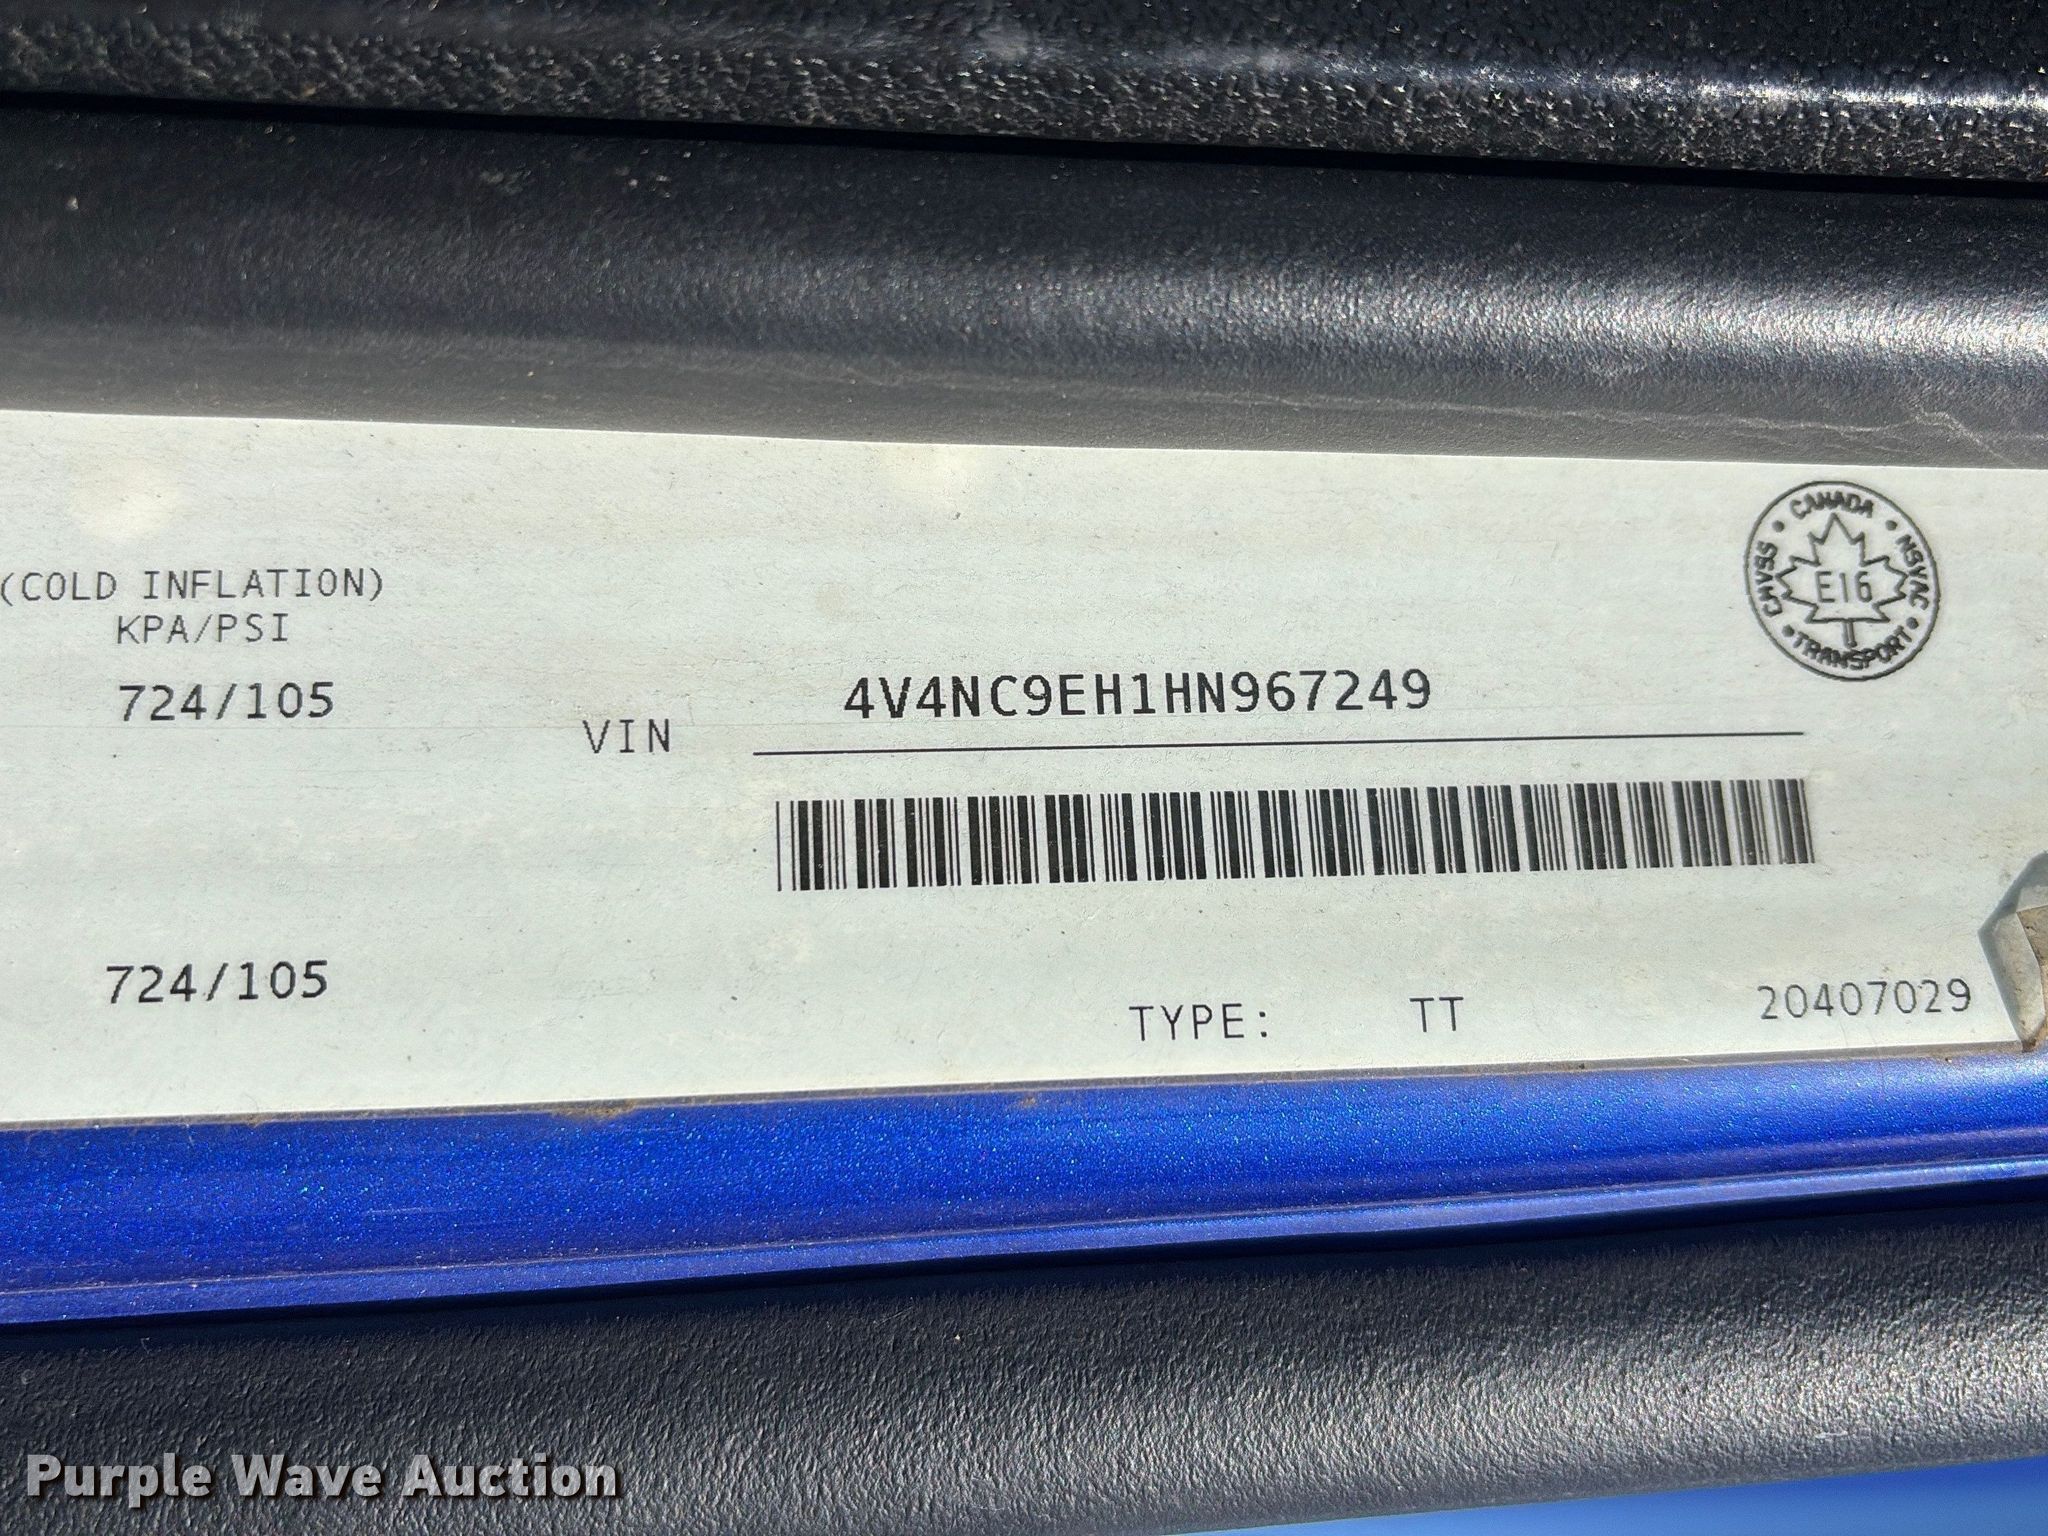 CANADA
CMVSS
NSVAC
E16
TRANSPORT
(COLD INFLATION)
KPA/PSI
724/105
4V4NC9EH1HN967249
VIN
724/105
TYPE: TT
20407029
Purple Wave Auction